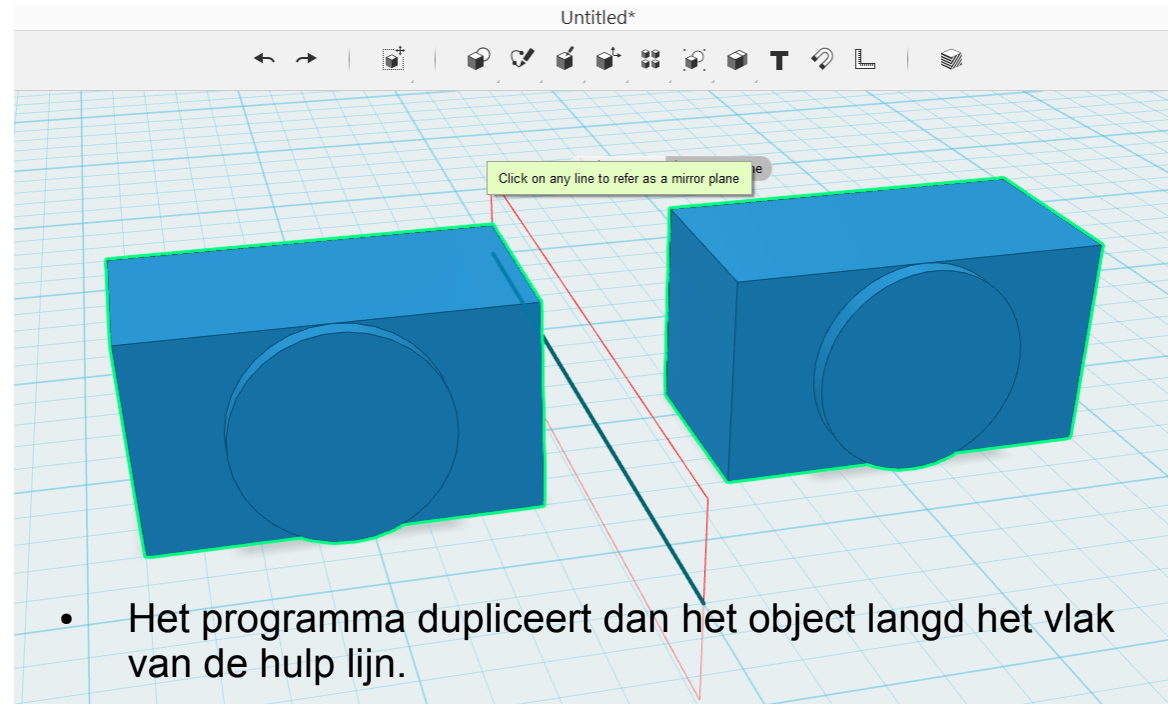 Untitled*
Click on any line to refer as a mirror plane
• Het programma dupliceert dan het object langd het vlak
van de hulp lijn.